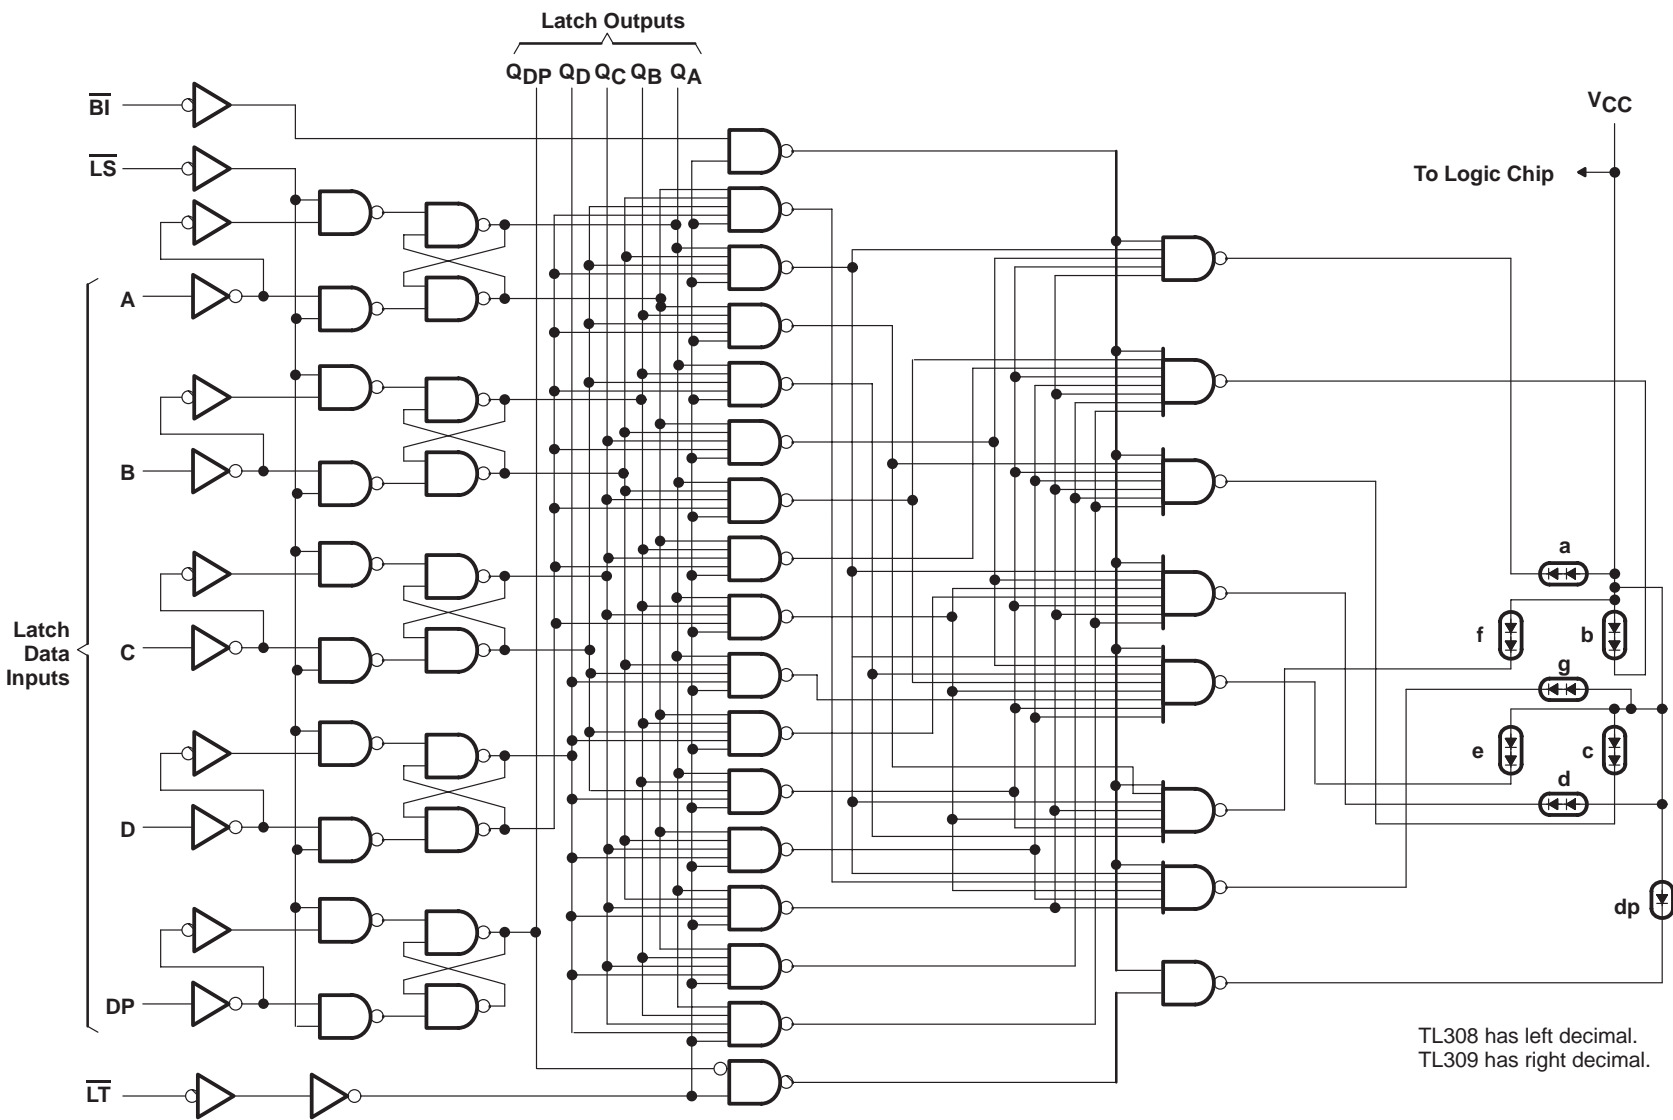 Latch Outputs
QDP QD QC QB QA
BI
LS
VCC
To Logic Chip
A
B
a
f b
g
C
Latch
Data
Inputs
e c
d
D
dp
DP
TL308 has left decimal.
TL309 has right decimal.
LT